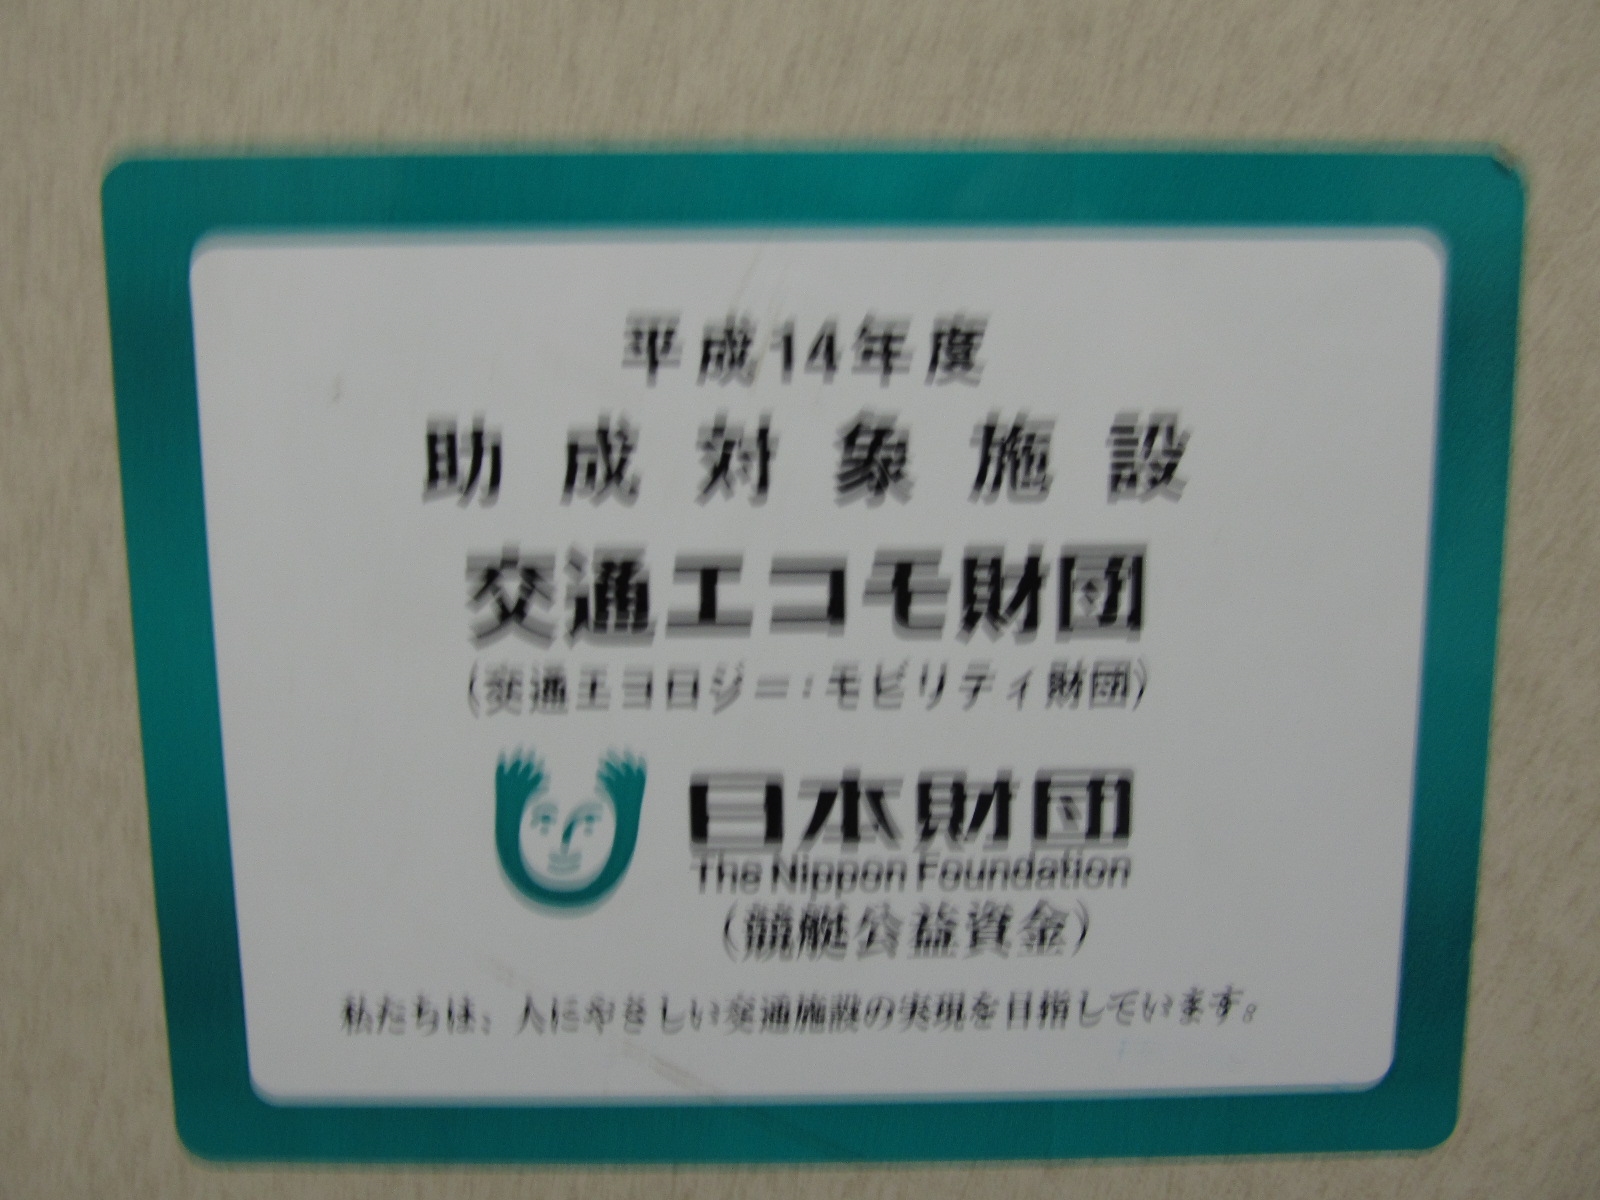 平成14年度
助成対象施設
交通エコモ財団
(交通エコロジー・モビリティ財団)
日本財団
The Nippon Foundation
(競艇公益資金)
私たちは、人にやさしい交通施設の実現を目指しています。